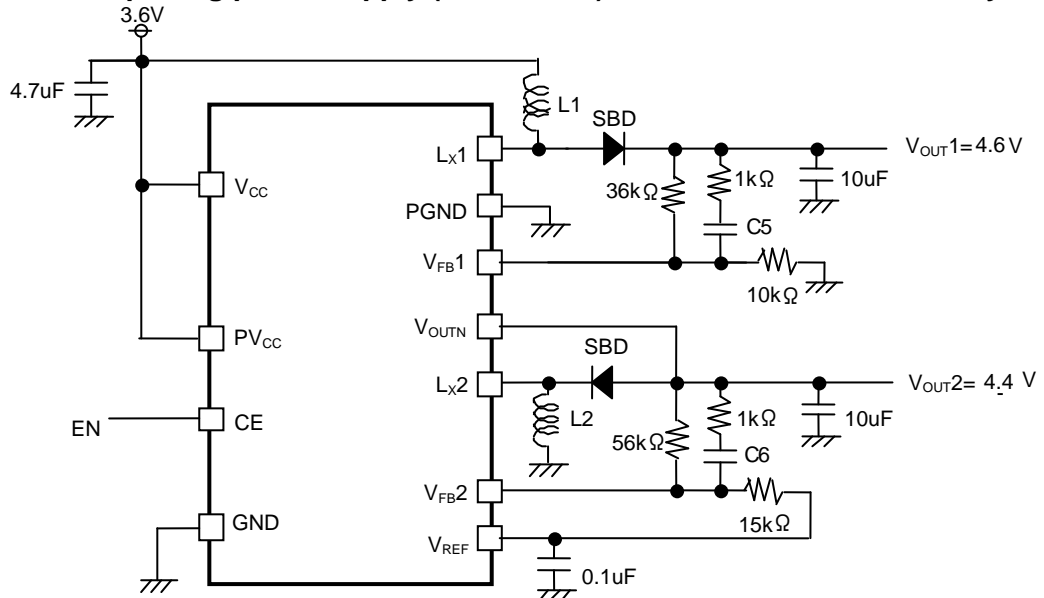 3.6V
4.7uF
L1
SBD
LX1
VOUT1=4.6 V
VCC
36kΩ
1kΩ
10uF
PGND
C5
VFB1
10kΩ
VOUTN
PVCC
SBD
LX2
VOUT2= 4.4 V
EN
CE
L2
56kΩ
1kΩ
10uF
C6
VFB2
15kΩ
GND
VREF
0.1uF